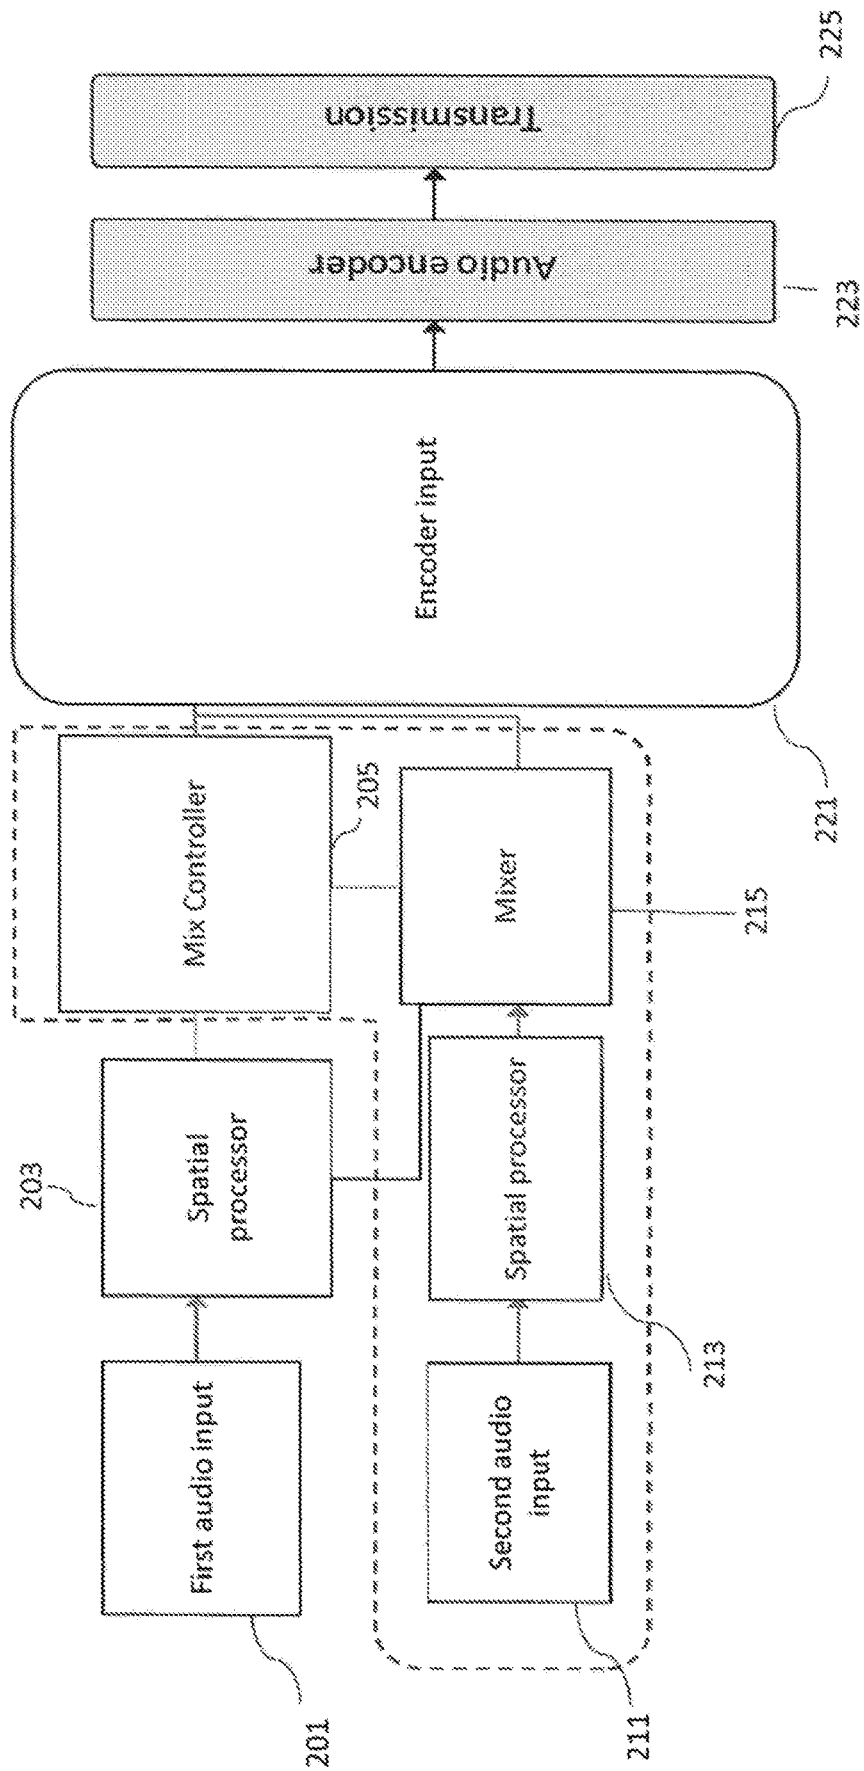 First audio input
201
Spatial
processor
203
Mix Controller
205
Second audio
input
211
Spatial processor
213
Mixer
215
Encoder input
221
Audio encoder
223
Transmission
225